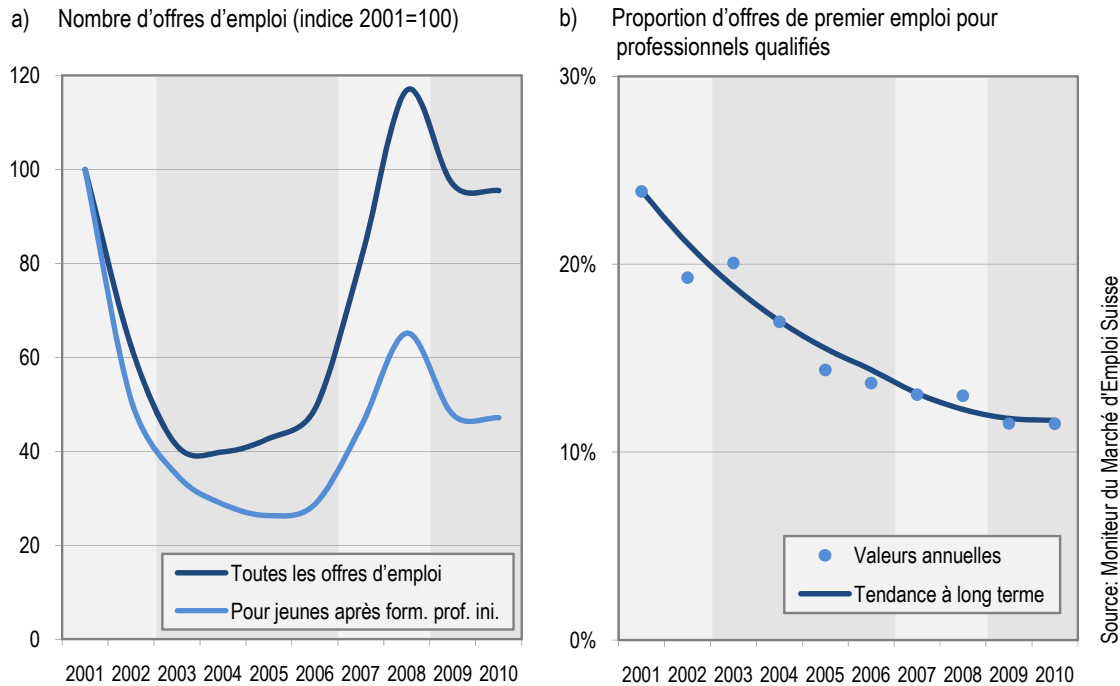 a) Nombre d’offres d’emploi (indice 2001=100)
120
100
80
60
40
20
0
Toutes les offres d’emploi
Pour jeunes après form. prof. ini.
2001 2002 2003 2004 2005 2006 2007 2008 2009 2010
b) Proportion d’offres de premier emploi pour
professionnels qualifiés
30%
20%
10%
0%
Valeurs annuelles
Tendance à long terme
2001 2002 2003 2004 2005 2006 2007 2008 2009 2010
Source: Moniteur du Marché d'Emploi Suisse